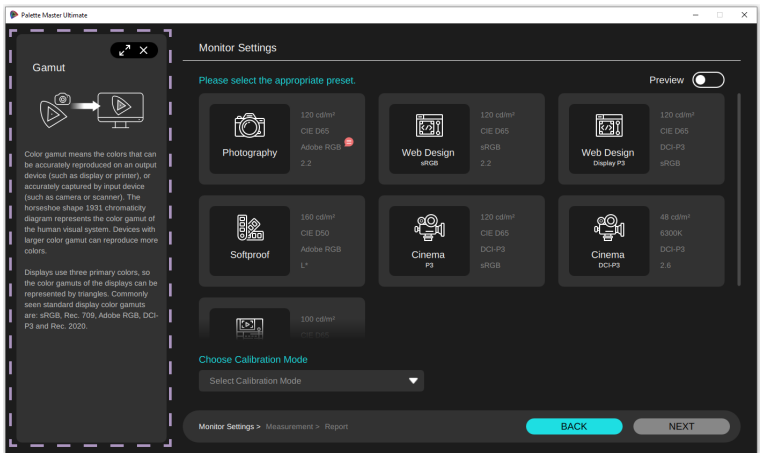 Palette Master Ultimate
Gamut
Color gamut means the colors that can
be accurately reproduced on an output
device (such as display or printer), or
accurately captured by input device
(such as camera or scanner). The
horseshoe shape 1931 chromaticity
diagram represents the color gamut of
the human visual system. Devices with
larger color gamut can reproduce more
colors.
Displays use three primary colors, so
the color gamuts of the displays can be
represented by triangles. Commonly
seen standard display color gamuts
are: sRGB, Rec. 709, Adobe RGB, DCI-
P3 and Rec. 2020.
Monitor Settings
Please select the appropriate preset.
Preview
Photography
120 cd/m²
CIE D65
Adobe RGB
2.2
Web Design
sRGB
120 cd/m²
CIE D65
sRGB
2.2
Web Design
Display P3
120 cd/m²
CIE D65
DCI-P3
sRGB
Softproof
160 cd/m²
CIE D50
Adobe RGB
L*
Cinema
P3
120 cd/m²
CIE D65
DCI-P3
sRGB
Cinema
DCI-P3
48 cd/m²
6300K
DCI-P3
2.6
100 cd/m²
CIE D65
Choose Calibration Mode
Select Calibration Mode
Monitor Settings > Measurement > Report
BACK
NEXT